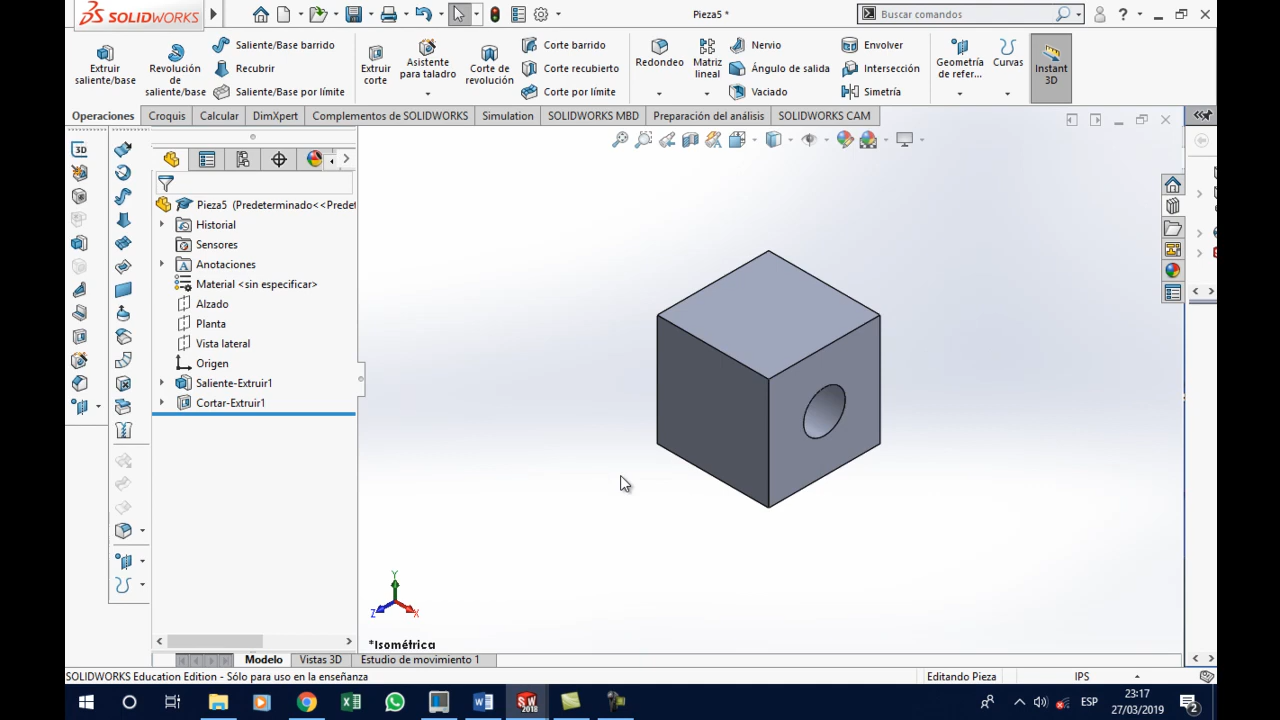 SOLIDWORKS
Pieza5 *
Buscar comandos
?
Extruir
saliente/base
Revolución
de
saliente/base
Saliente/Base barrido
Recubrir
Saliente/Base por límite
Extruir
corte
Asistente
para taladro
Corte de
revolución
Corte barrido
Corte recubierto
Corte por límite
Redondeo
Matriz
lineal
Nervio
Ángulo de salida
Vaciado
Envolver
Intersección
Simetría
Geometría
de refer...
Curvas
Instant
3D
Operaciones
Croquis
Calcular
DimXpert
Complementos de SOLIDWORKS
Simulation
SOLIDWORKS MBD
Preparación del análisis
SOLIDWORKS CAM
3D
Pieza5 (Predeterminado<<Prede
Historial
Sensores
Anotaciones
Material <sin especificar>
Alzado
Planta
Vista lateral
Origen
Saliente-Extruir1
Cortar-Extruir1
Y
Z
X
*Isométrica
Modelo
Vistas 3D
Estudio de movimiento 1
SOLIDWORKS Education Edition - Sólo para uso en la enseñanza
Editando Pieza
IPS
SW
2018
ESP
23:17
27/03/2019
2